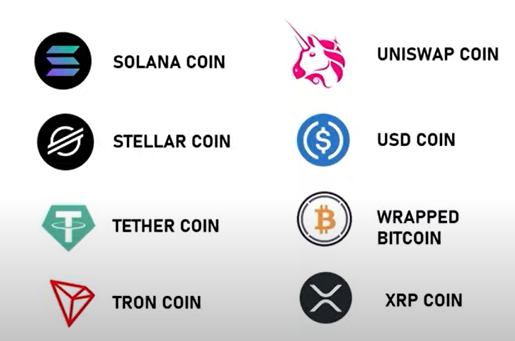 SOLANA COIN
STELLAR COIN
TETHER COIN
TRON COIN
UNISWAP COIN
USD COIN
WRAPPED
BITCOIN
XRP COIN